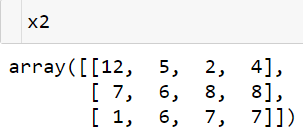 x2
array([[12,  5,  2,  4],
       [ 7,  6,  8,  8],
       [ 1,  6,  7,  7]])